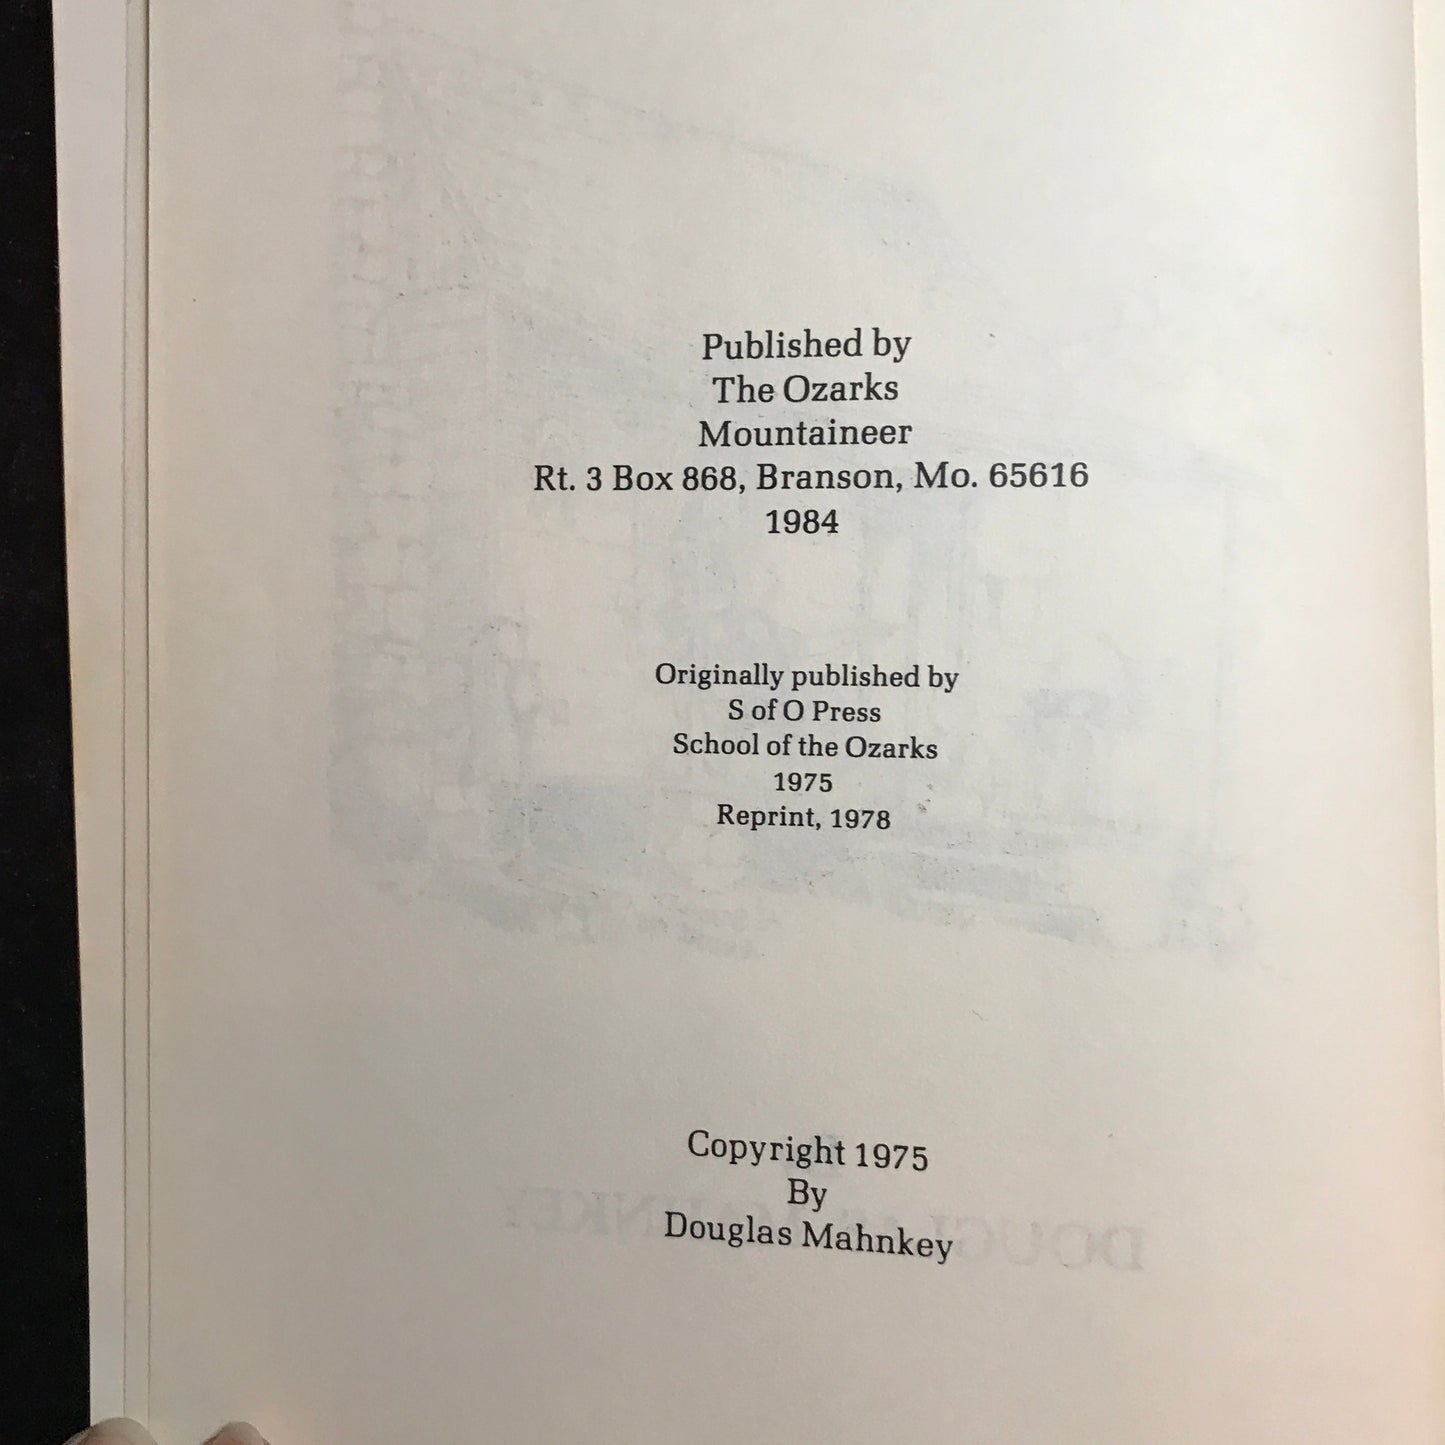 Published by
The Ozarks
Mountaineer
Rt. 3 Box 868, Branson, Mo. 65616
1984
Originally published by
S of O Press
School of the Ozarks
1975
Reprint, 1978
Copyright 1975
By
Douglas Mahnkey